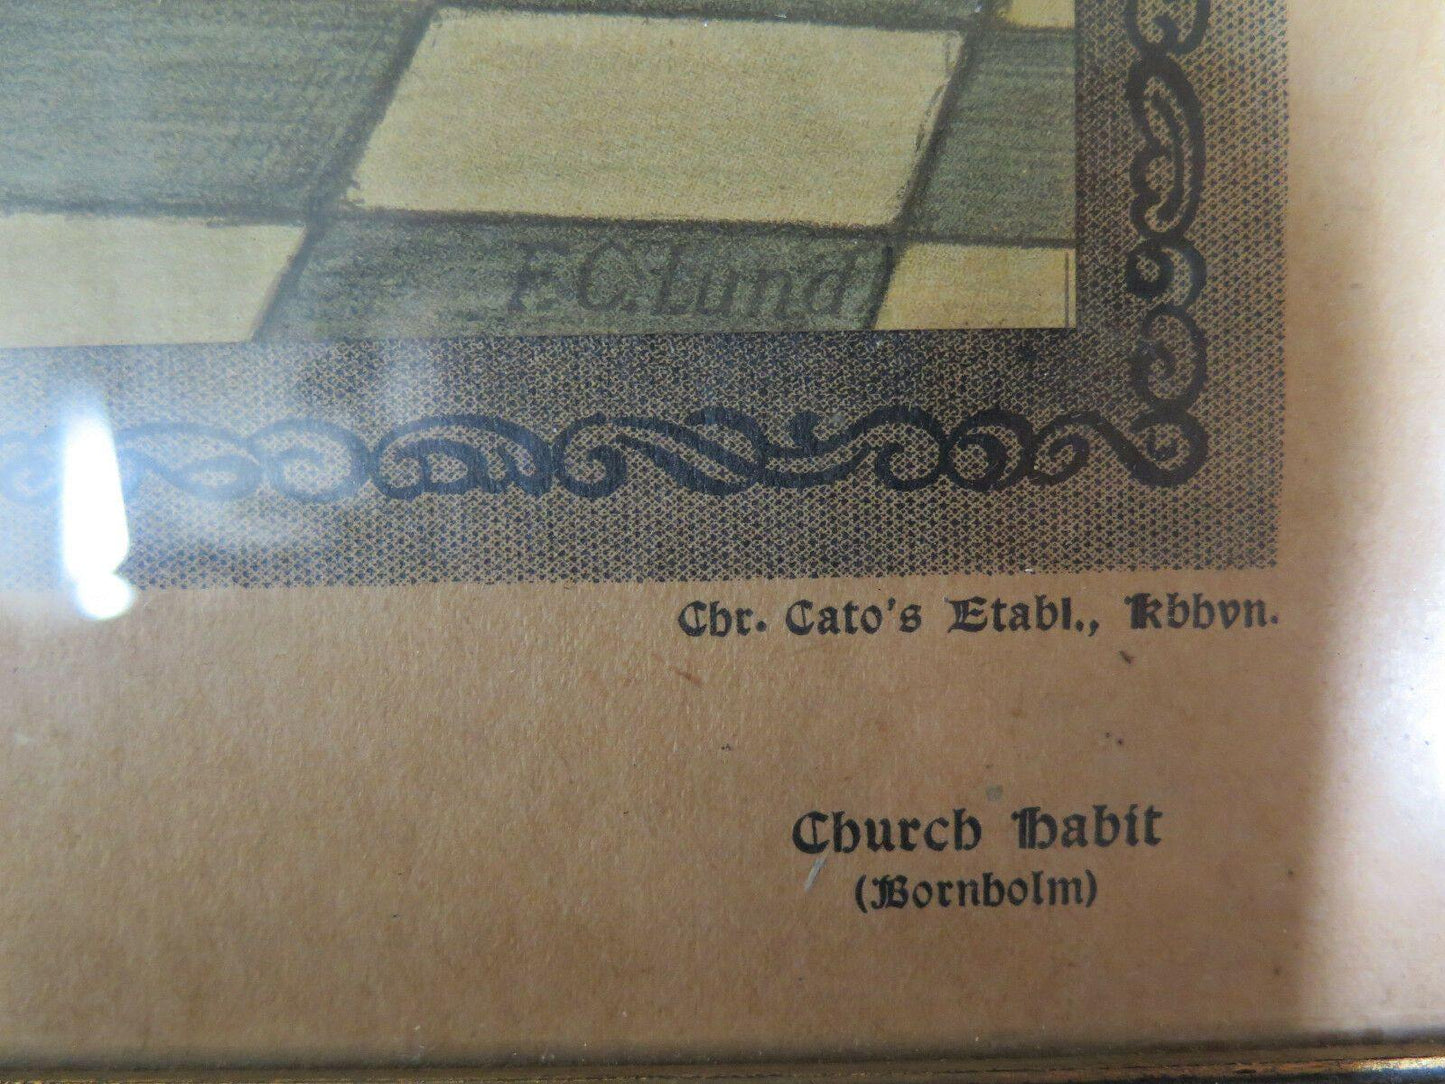 F.C. Lund
Chr. Cato's Etabl., Kbhvn.
Church Habit
(Bornholm)